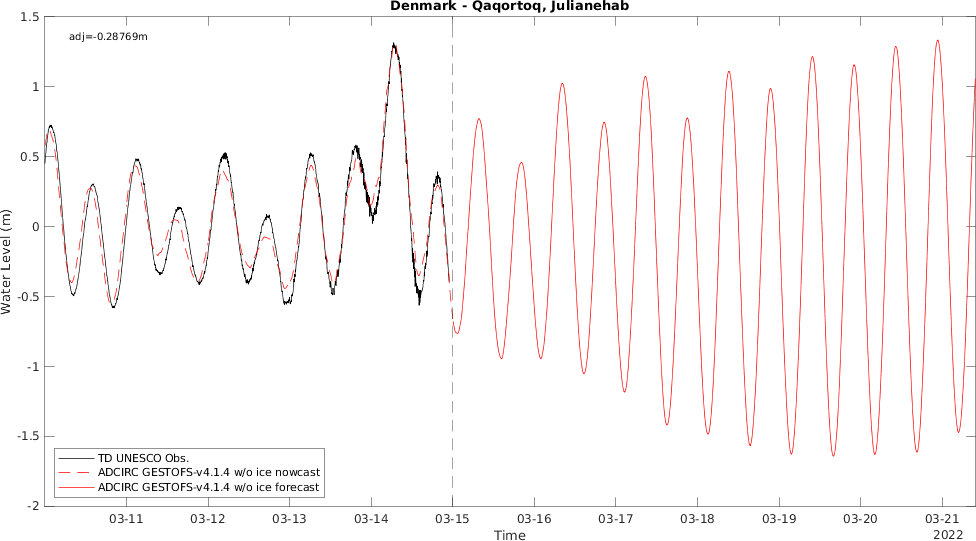 Denmark - Qaqortoq, Julianehab
adj=-0.28769m
Water Level (m)
1.5
1
0.5
0
-0.5
-1
-1.5
-2
TD UNESCO Obs.
ADCIRC GESTOFS-v4.1.4 w/o ice nowcast
ADCIRC GESTOFS-v4.1.4 w/o ice forecast
03-11 03-12 03-13 03-14 03-15 03-16 03-17 03-18 03-19 03-20 03-21
Time
2022